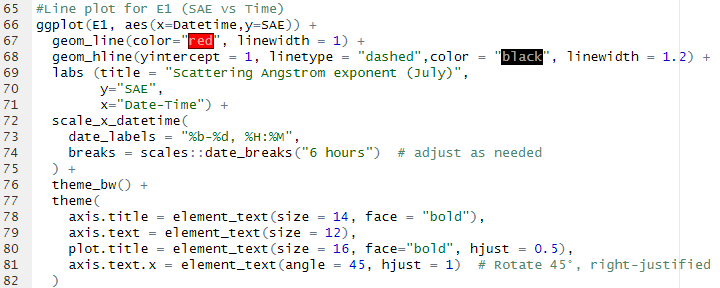 65 #Line plot for E1 (SAE vs Time)
66 ggplot(E1, aes(x=Datetime,y=SAE)) +
67   geom_line(color="red", linewidth = 1) +
68   geom_hline(yintercept = 1, linetype = "dashed",color = "black", linewidth = 1.2) +
69   labs (title = "Scattering Angstrom exponent (July)",
70         y="SAE",
71         x="Date-Time") +
72   scale_x_datetime(
73     date_labels = "%b-%d, %H:%M",
74     breaks = scales::date_breaks("6 hours")  # adjust as needed
75   ) +
76   theme_bw() +
77   theme(
78     axis.title = element_text(size = 14, face = "bold"),
79     axis.text = element_text(size = 12),
80     plot.title = element_text(size = 16, face="bold", hjust = 0.5),
81     axis.text.x = element_text(angle = 45, hjust = 1)  # Rotate 45°, right-justified
82   )